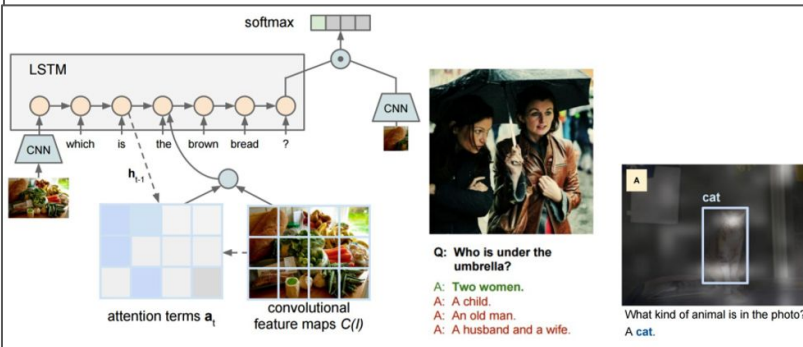 softmax
LSTM
CNN
which is the brown bread ?
CNN
h_{t-1}
attention terms a_t
convolutional
feature maps C(I)
Q: Who is under the
umbrella?
A: Two women.
A: A child.
A: An old man.
A: A husband and a wife.
A
cat
What kind of animal is in the photo?
A cat.